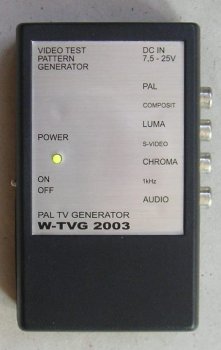 VIDEO TEST
PATTERN
GENERATOR
DC IN
7,5 - 25V
PAL
COMPOSIT
LUMA
S-VIDEO
CHROMA
1kHz
AUDIO
POWER
ON
OFF
PAL TV GENERATOR
W-TVG 2003